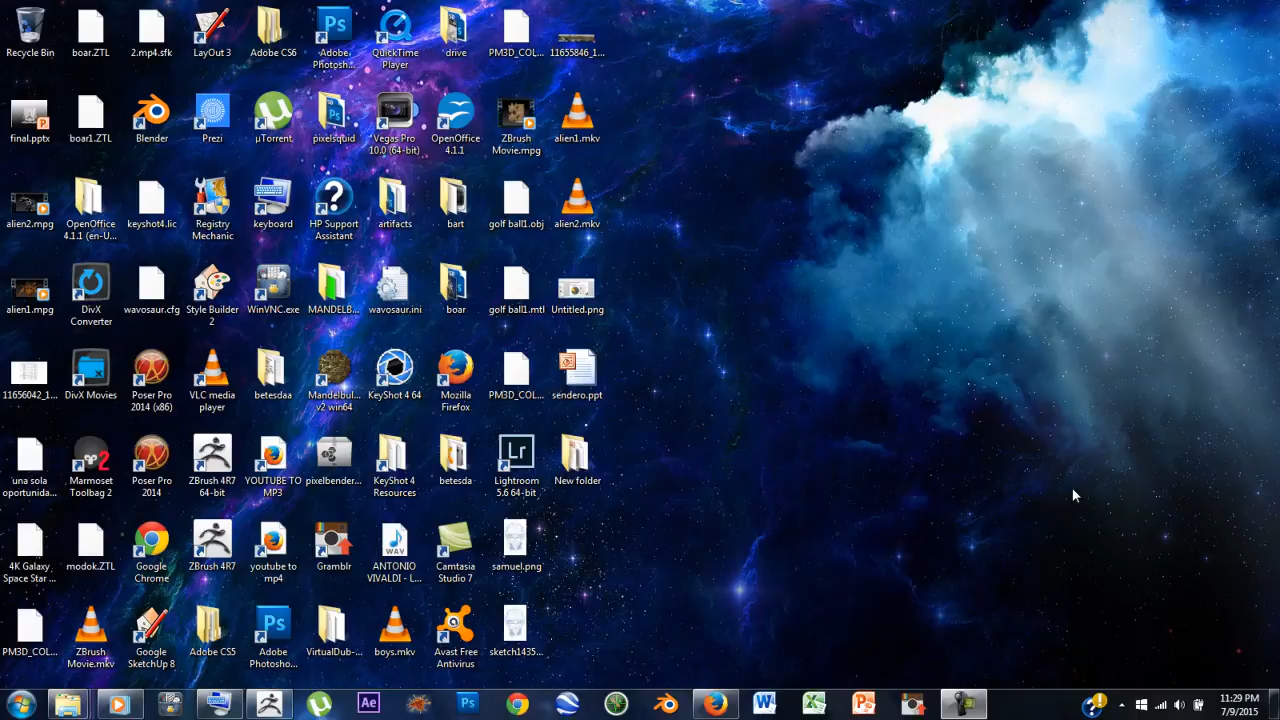 Recycle Bin
boar.ZTL
2.mp4.sfk
LayOut 3
Adobe CS6
Ps
Adobe
Photosh...
QuickTime
Player
drive
PM3D_COL...
11655846_1...
final.pptx
boar1.ZTL
Blender
Prezi
µTorrent
pixelsquid
Vegas Pro
10.0 (64-bit)
OpenOffice
4.1.1
ZBrush
Movie.mpg
alien1.mkv
alien2.mpg
OpenOffice
4.1.1 (en-U...
keyshot4.lic
Registry
Mechanic
keyboard
HP Support
Assistant
artifacts
bart
golf ball1.obj
alien2.mkv
alien1.mpg
DivX
Converter
wavosaur.cfg
Style Builder
2
WinVNC.exe
MANDELB...
wavosaur.ini
boar
golf ball1.mtl
Untitled.png
11656042_1...
DivX Movies
Poser Pro
2014 (x86)
VLC media
player
betesdaa
Mandelbul...
v2 win64
KeyShot 4 64
Mozilla
Firefox
PM3D_COL...
sendero.ppt
una sola
oportunida...
Marmoset
Toolbag 2
Poser Pro
2014
ZBrush 4R7
64-bit
YOUTUBE TO
MP3
pixelbender...
KeyShot 4
Resources
betesda
Lr
Lightroom
5.6 64-bit
New folder
4K Galaxy
Space Star ...
modok.ZTL
Google
Chrome
ZBrush 4R7
youtube to
mp4
Gramblr
WAV
ANTONIO
VIVALDI - L...
Camtasia
Studio 7
samuel.png
PM3D_COL...
ZBrush
Movie.mkv
Google
SketchUp 8
Adobe CS5
Ps
Adobe
Photosho...
VirtualDub-...
boys.mkv
Avast Free
Antivirus
sketch1435...
Ae
Ps
11:29 PM
7/9/2015